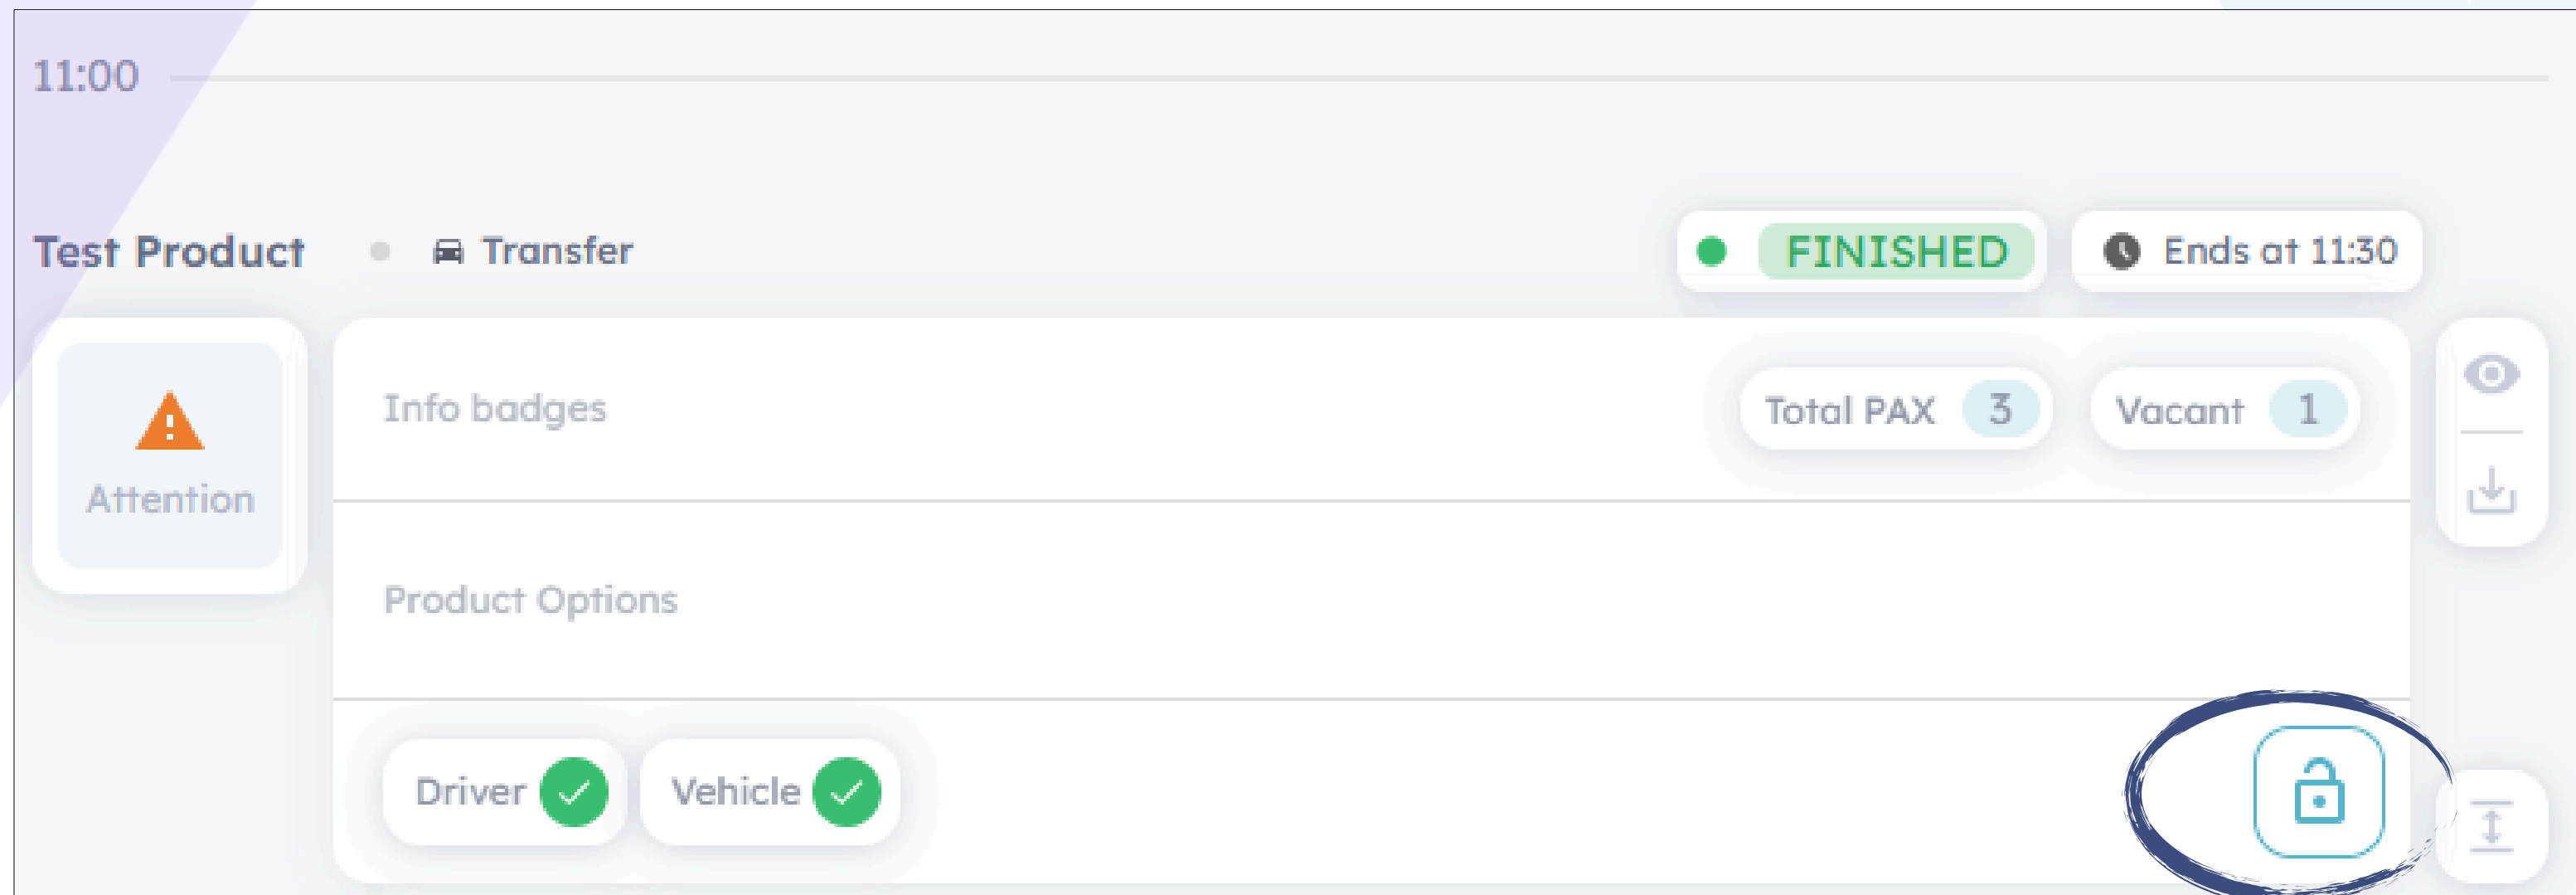 11:00
Test Product Transfer FINISHED Ends at 11:30
Attention
Info badges Total PAX 3 Vacant 1
Product Options
Driver Vehicle